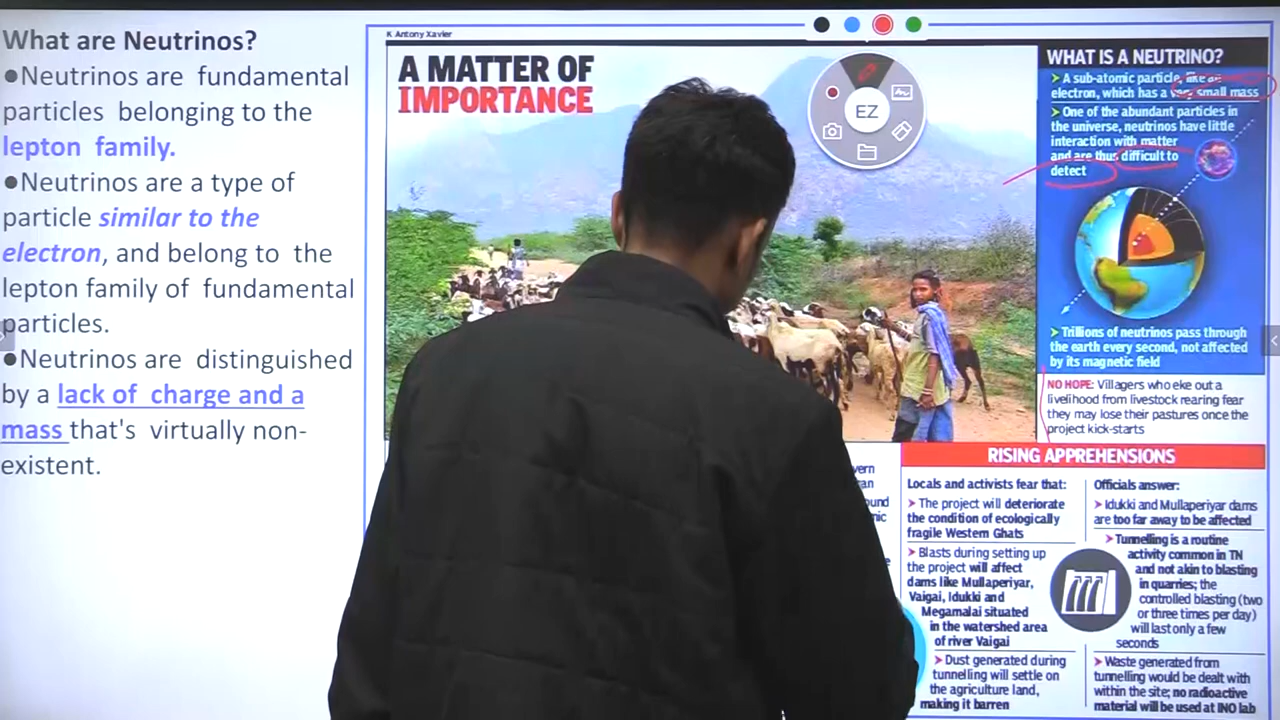 What are Neutrinos?
●Neutrinos are fundamental
particles belonging to the
lepton family.
●Neutrinos are a type of
particle similar to the
electron, and belong to the
lepton family of fundamental
particles.
●Neutrinos are distinguished
by a lack of charge and a
mass that's virtually non-
existent.
K Antony Xavier
A MATTER OF
IMPORTANCE
EZ
WHAT IS A NEUTRINO?
➤ A sub-atomic particle, like an
electron, which has a very small mass
➤ One of the abundant particles in
the universe, neutrinos have little
interaction with matter
and are thus difficult to
detect
➤ Trillions of neutrinos pass through
the earth every second, not affected
by its magnetic field
NO HOPE: Villagers who eke out a
livelihood from livestock rearing fear
they may lose their pastures once the
project kick-starts
RISING APPREHENSIONS
Locals and activists fear that:
➤ The project will deteriorate
the condition of ecologically
fragile Western Ghats
➤ Blasts during setting up
the project will affect
dams like Mullaperiyar,
Vaigai, Idukki and
Megamalai situated
in the watershed area
of river Vaigai
➤ Dust generated during
tunnelling will settle on
the agriculture land,
making it barren
Officials answer:
➤ Idukki and Mullaperiyar dams
are too far away to be affected
➤ Tunnelling is a routine
activity common in TN
and not akin to blasting
in quarries; the
controlled blasting (two
or three times per day)
will last only a few
seconds
➤ Waste generated from
tunnelling would be dealt with
within the site; no radioactive
material will be used at INO lab